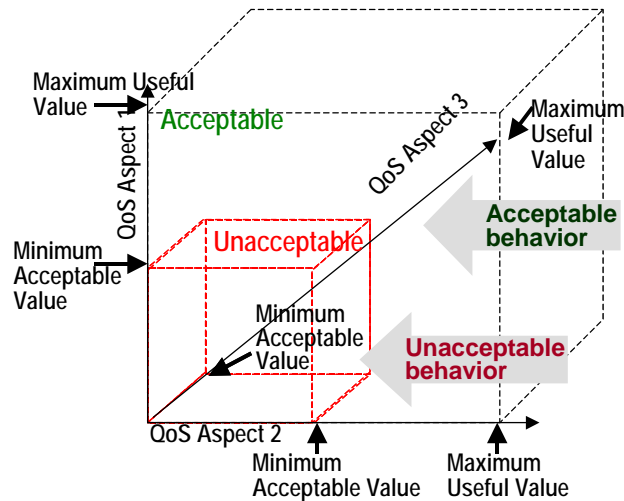 Maximum Useful
Value
QoS Aspect 1
Acceptable
QoS Aspect 3
Maximum
Useful
Value
Acceptable
behavior
Minimum
Acceptable
Value
Unacceptable
Minimum
Acceptable
Value
Unacceptable
behavior
QoS Aspect 2
Minimum
Acceptable Value
Maximum
Useful Value